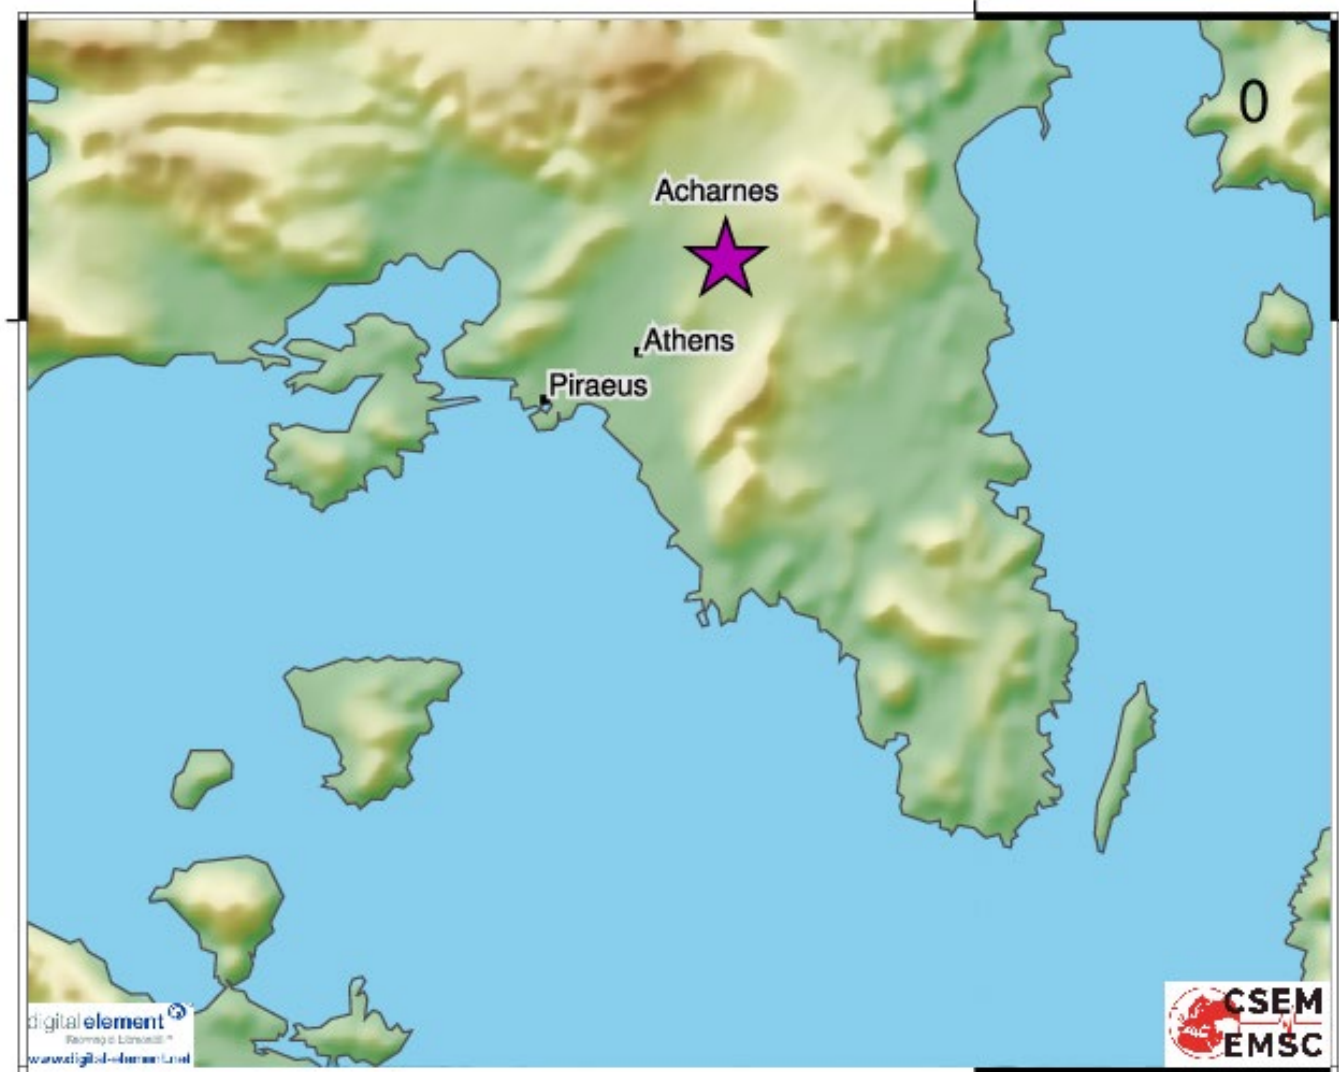 0
Acharnes
Athens
Piraeus
digital element
www.digital-element.net
CSEM
EMSC